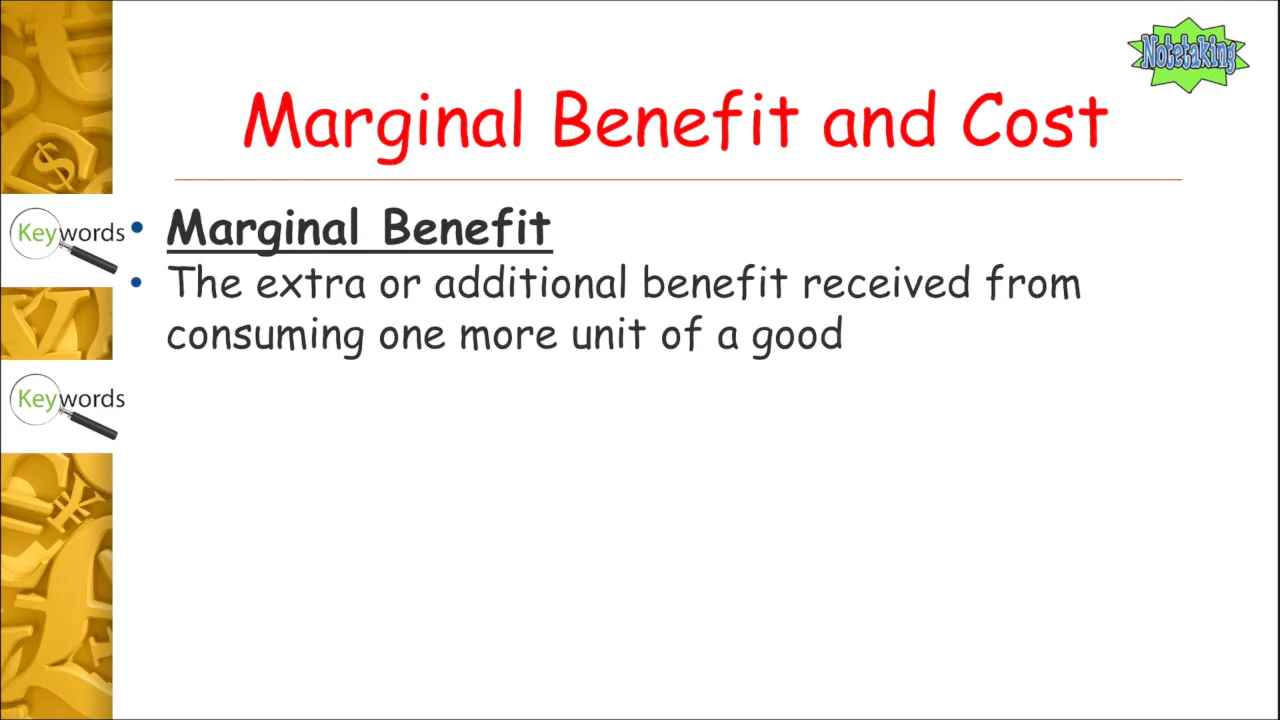 Notetaking
Marginal Benefit and Cost
Keywords
• Marginal Benefit
• The extra or additional benefit received from
consuming one more unit of a good
Keywords
$
¥